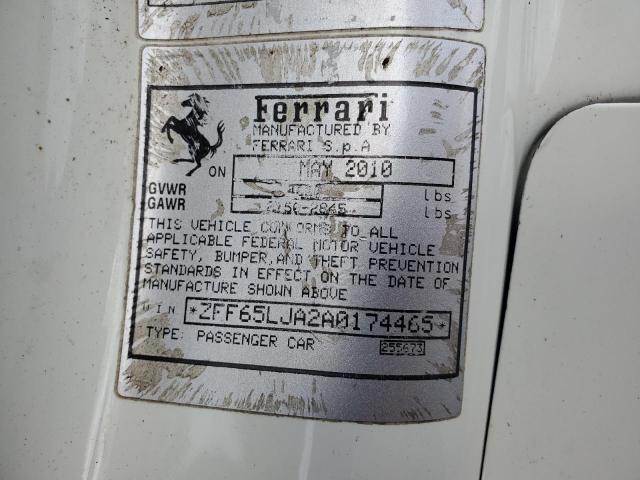 Ferrari
MANUFACTURED BY
FERRARI S.p.A
ON MAY 2010
GVWR lbs
GAWR lbs
THIS VEHICLE CONFORMS TO ALL
APPLICABLE FEDERAL MOTOR VEHICLE
SAFETY, BUMPER, AND THEFT PREVENTION
STANDARDS IN EFFECT ON THE DATE OF
MANUFACTURE SHOWN ABOVE
VIN *ZFF65LJA2A0174465*
TYPE: PASSENGER CAR 255673